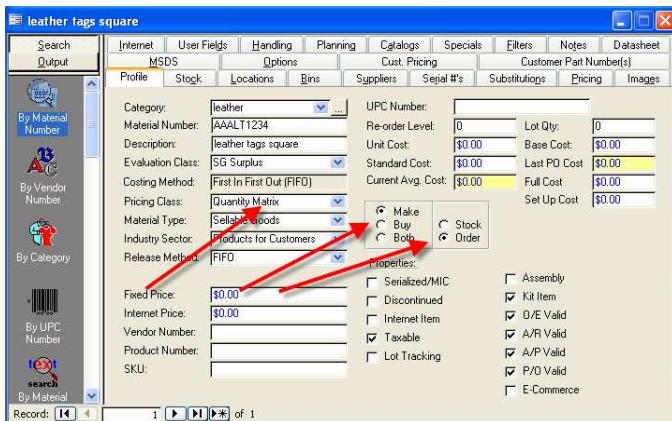 leather tags square
Search
Output
By Material Number
By Vendor Number
By Category
By UPC Number
text search
By Material
Internet User Fields Handling Planning Catalogs Specials Filters Notes Datasheet
MSDS Options Cust. Pricing Customer Part Number(s)
Profile Stock Locations Bins Suppliers Serial #'s Substitutions Pricing Images
Category: leather ...
Material Number: AAALT1234
Description: leather tags square
Evaluation Class: SG Surplus
Costing Method: First In First Out (FIFO)
Pricing Class: Quantity Matrix
Material Type: Sellable Goods
Industry Sector: Products for Customers
Release Method: FIFO
Fixed Price: $0.00
Internet Price: $0.00
Vendor Number:
Product Number:
SKU:
UPC Number:
Re-order Level: 0 Lot Qty: 0
Unit Cost: $0.00 Base Cost: $0.00
Standard Cost: $0.00 Last PO Cost $0.00
Current Avg. Cost: $0.00 Full Cost $0.00
Set Up Cost $0.00
Make
Buy Stock
Both Order
Properties:
Serialized/MIC
Discontinued
Internet Item
Taxable
Lot Tracking
Assembly
Kit Item
O/E Valid
A/R Valid
A/P Valid
P/O Valid
E-Commerce
Record: 1 of 1